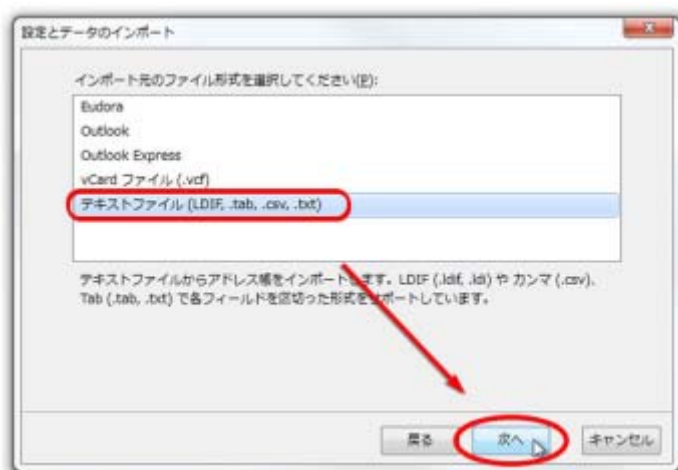 設定とデータのインポート
インポート元のファイル形式を選択してください(P):
Eudora
Outlook
Outlook Express
vCard ファイル (.vcf)
テキストファイル (LDIF, .tab, .csv, .txt)
テキストファイルからアドレス帳をインポートします。LDIF (.ldif, .ldi) や カンマ (.csv)、
Tab (.tab, .txt) で各フィールドを区切った形式をサポートしています。
戻る 次へ キャンセル